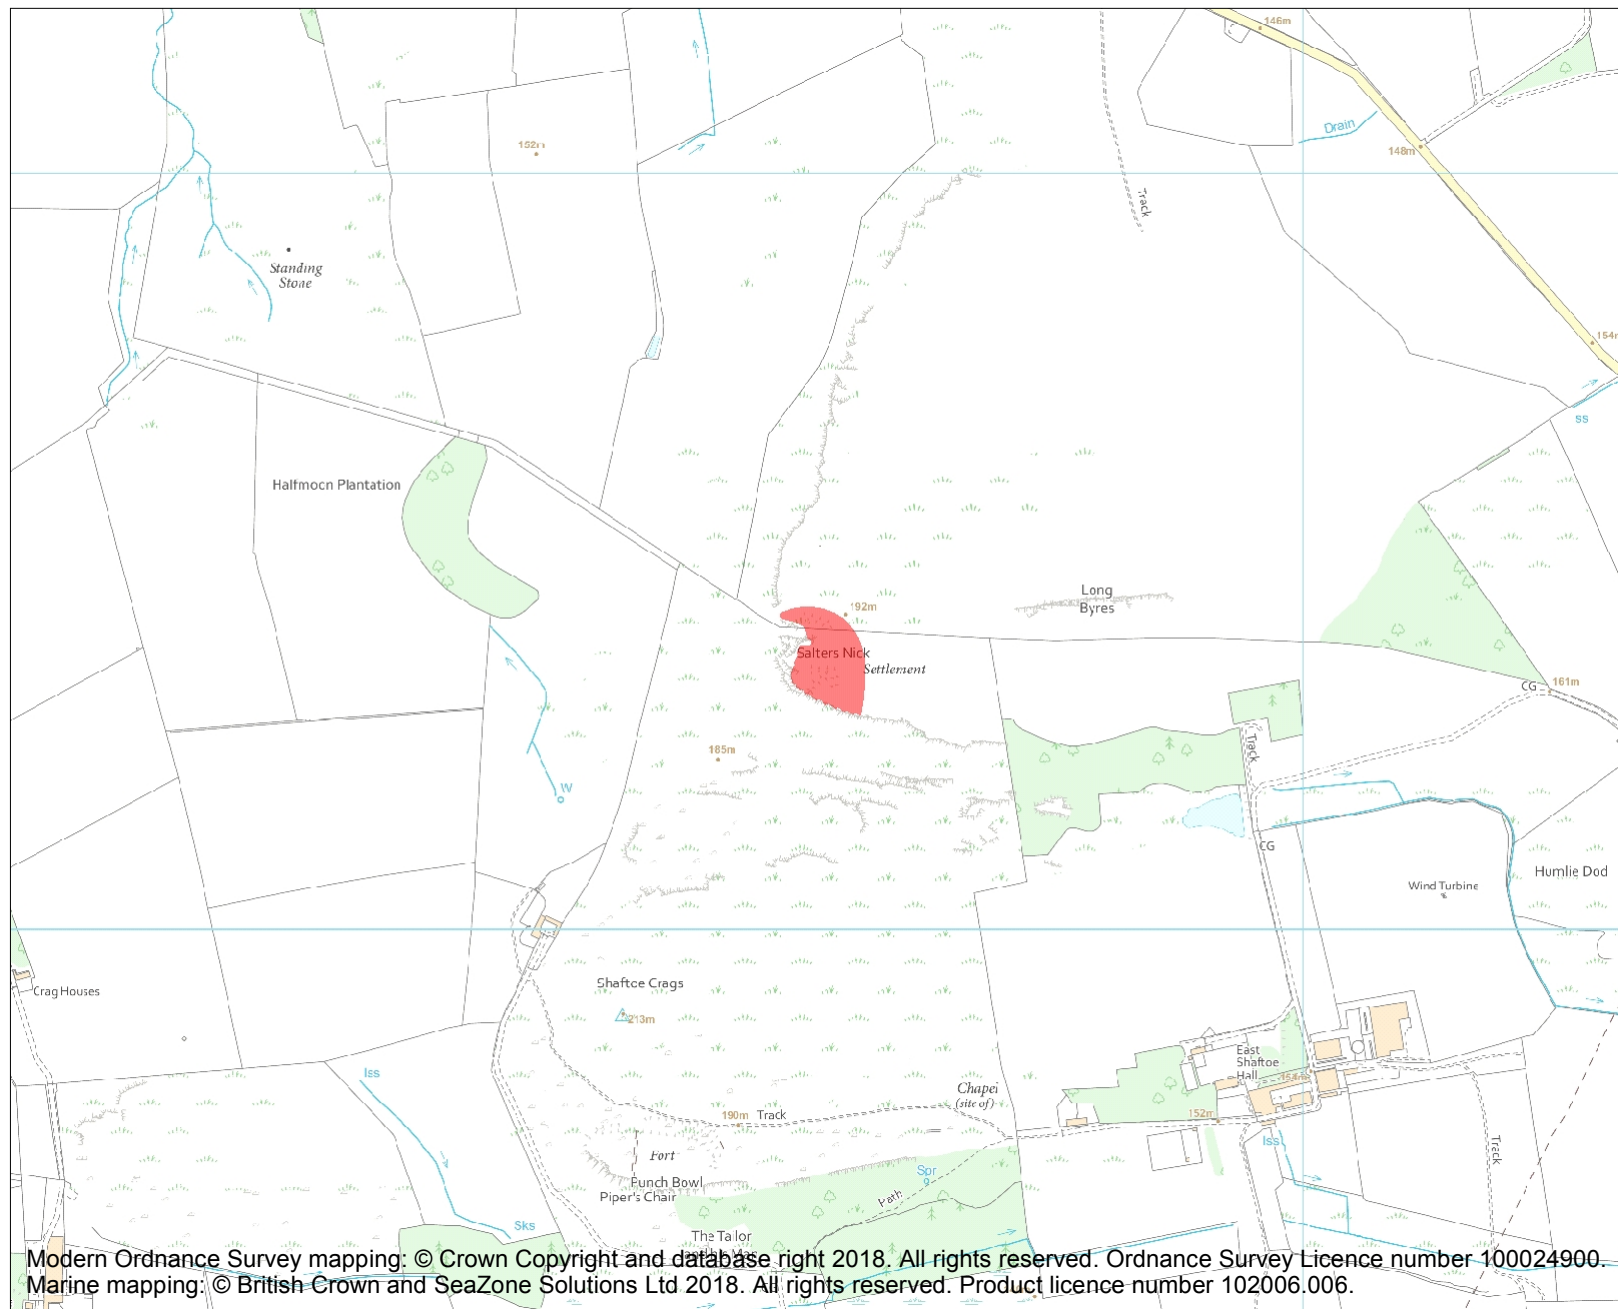 146m
Drain
148m
152m
Track
Standing
Stone
154m
ss
Halfmoon Plantation
Long
Byres
192m
Salters Nick
Settlement
CG
161m
Track
185m
W
CG
Humlie Dod
Wind Turbine
Crag Houses
Shaftoe Crags
213m
East
Shaftoe
Hall
154m
Iss
Chapel
(site of)
190m
Track
152m
Iss
Track
Fort
Spr
Punch Bowl
Piper's Chair
Path
Sks
The Tailor
and his Man
Modern Ordnance Survey mapping: © Crown Copyright and database right 2018. All rights reserved. Ordnance Survey Licence number 100024900.
Marine mapping: © British Crown and SeaZone Solutions Ltd 2018. All rights reserved. Product licence number 102006.006.